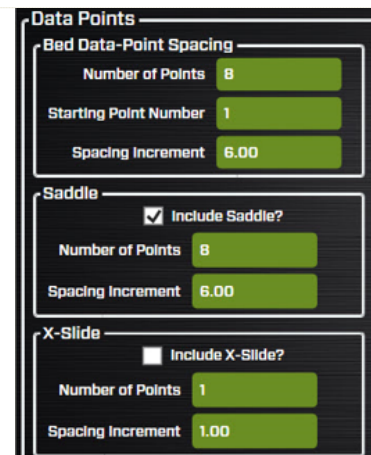 Data Points
Bed Data-Point Spacing
Number of Points 8
Starting Point Number 1
Spacing Increment 6.00
Saddle
Include Saddle?
Number of Points 8
Spacing Increment 6.00
X-Slide
Include X-Slide?
Number of Points 1
Spacing Increment 1.00